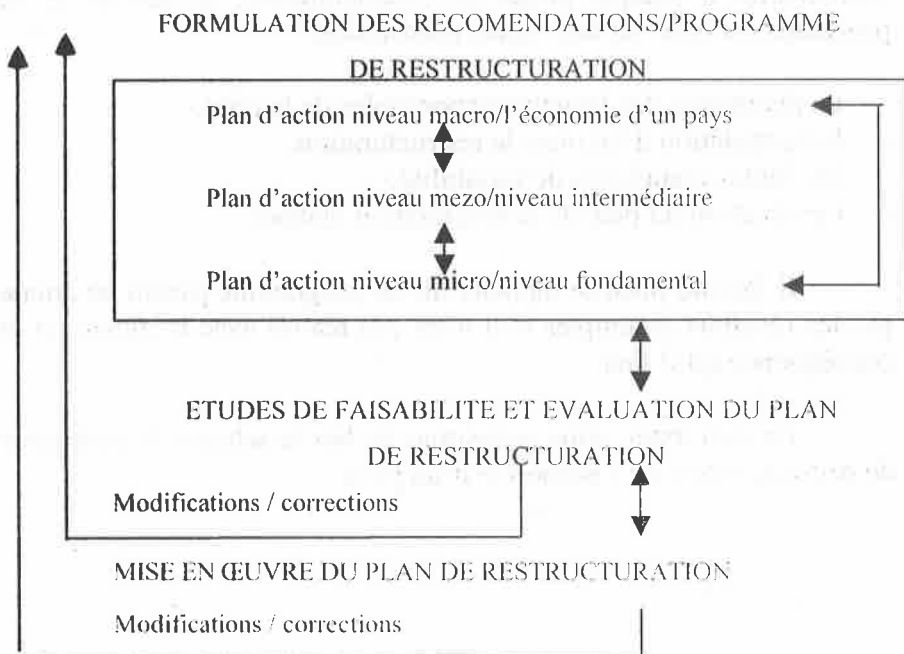 FORMULATION DES RECOMENDATIONS/PROGRAMME
DE RESTRUCTURATION
Plan d'action niveau macro/l'économie d'un pays
Plan d'action niveau mezo/niveau intermédiaire
Plan d'action niveau micro/niveau fondamental
ETUDES DE FAISABILITE ET EVALUATION DU PLAN
DE RESTRUCTURATION
Modifications / corrections
MISE EN ŒUVRE DU PLAN DE RESTRUCTURATION
Modifications / corrections